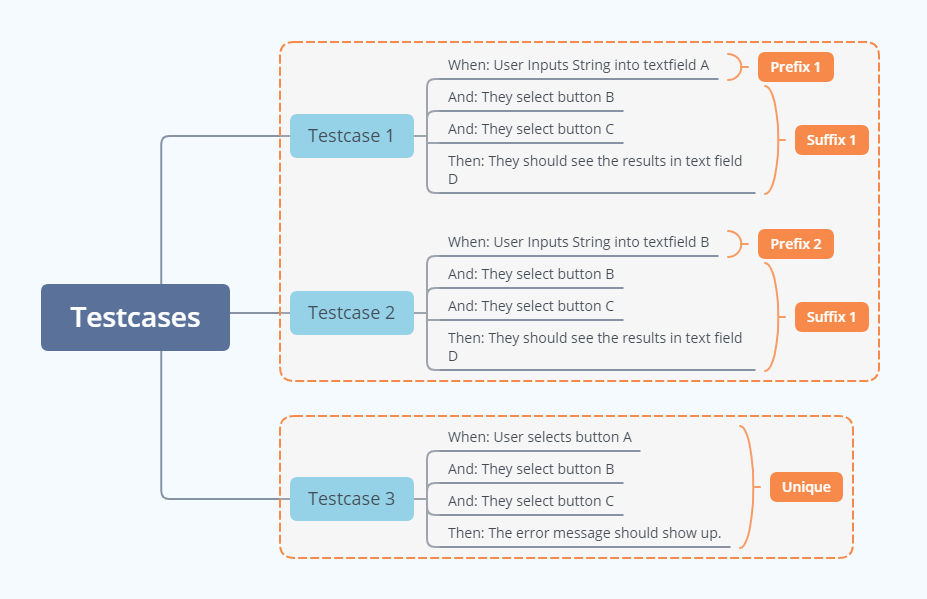 When: User Inputs String into textfield A
Prefix 1
And: They select button B
Testcase 1
And: They select button C
Suffix 1
Then: They should see the results in text field
D
When: User Inputs String into textfield B
Prefix 2
And: They select button B
Testcases
Testcase 2
And: They select button C
Suffix 1
Then: They should see the results in text field
D
When: User selects button A
And: They select button B
Testcase 3
And: They select button C
Unique
Then: The error message should show up.